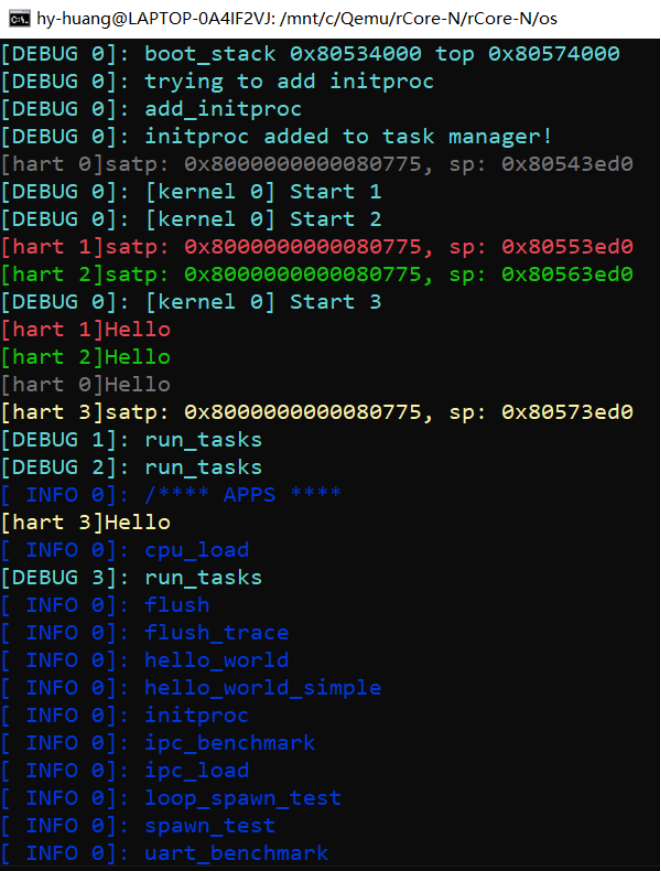 hy-huang@LAPTOP-0A4IF2VJ: /mnt/c/Qemu/rCore-N/rCore-N/os
[DEBUG 0]: boot_stack 0x80534000 top 0x80574000
[DEBUG 0]: trying to add initproc
[DEBUG 0]: add_initproc
[DEBUG 0]: initproc added to task manager!
[hart 0]satp: 0x8000000000080775, sp: 0x80543ed0
[DEBUG 0]: [kernel 0] Start 1
[DEBUG 0]: [kernel 0] Start 2
[hart 1]satp: 0x8000000000080775, sp: 0x80553ed0
[hart 2]satp: 0x8000000000080775, sp: 0x80563ed0
[DEBUG 0]: [kernel 0] Start 3
[hart 1]Hello
[hart 2]Hello
[hart 0]Hello
[hart 3]satp: 0x8000000000080775, sp: 0x80573ed0
[DEBUG 1]: run_tasks
[DEBUG 2]: run_tasks
[ INFO 0]: /**** APPS ****
[hart 3]Hello
[ INFO 0]: cpu_load
[DEBUG 3]: run_tasks
[ INFO 0]: flush
[ INFO 0]: flush_trace
[ INFO 0]: hello_world
[ INFO 0]: hello_world_simple
[ INFO 0]: initproc
[ INFO 0]: ipc_benchmark
[ INFO 0]: ipc_load
[ INFO 0]: loop_spawn_test
[ INFO 0]: spawn_test
[ INFO 0]: uart_benchmark